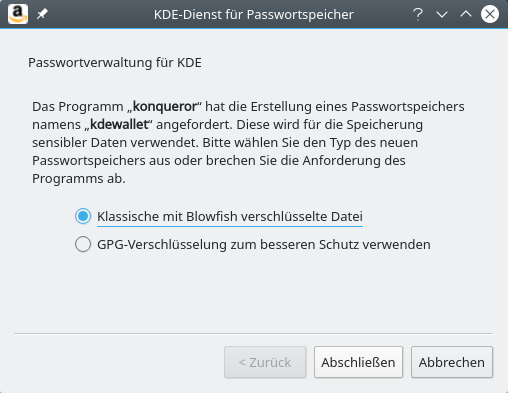 KDE-Dienst für Passwortspeicher
Passwortverwaltung für KDE
Das Programm „konqueror“ hat die Erstellung eines Passwortspeichers
namens „kdewallet“ angefordert. Diese wird für die Speicherung
sensibler Daten verwendet. Bitte wählen Sie den Typ des neuen
Passwortspeichers aus oder brechen Sie die Anforderung des
Programms ab.
Klassische mit Blowfish verschlüsselte Datei
GPG-Verschlüsselung zum besseren Schutz verwenden
< Zurück
Abschließen
Abbrechen